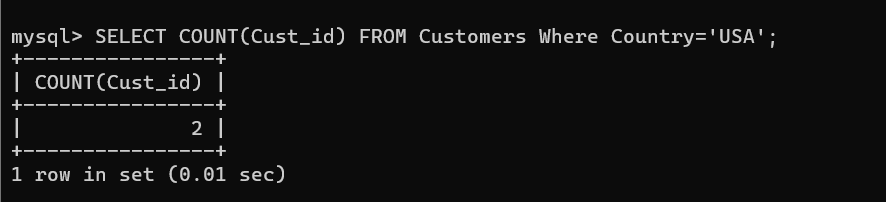 mysql> SELECT COUNT(Cust_id) FROM Customers Where Country='USA';
+----------------+
| COUNT(Cust_id) |
+----------------+
|              2 |
+----------------+
1 row in set (0.01 sec)